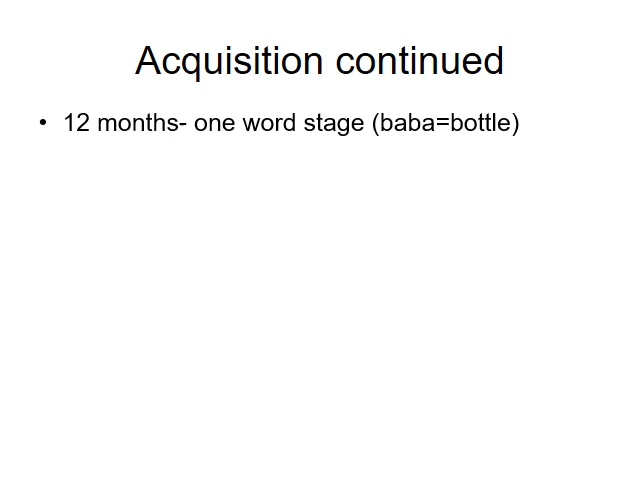 Acquisition continued
• 12 months- one word stage (baba=bottle)